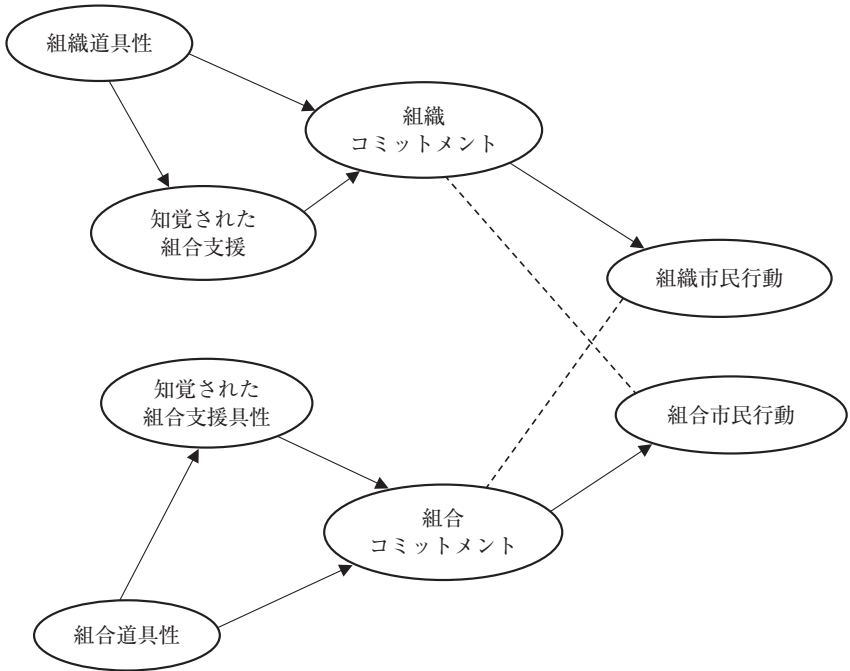 組織道具性
組織
コミットメント
知覚された
組合支援
組織市民行動
知覚された
組合支援具性
組合市民行動
組合
コミットメント
組合道具性